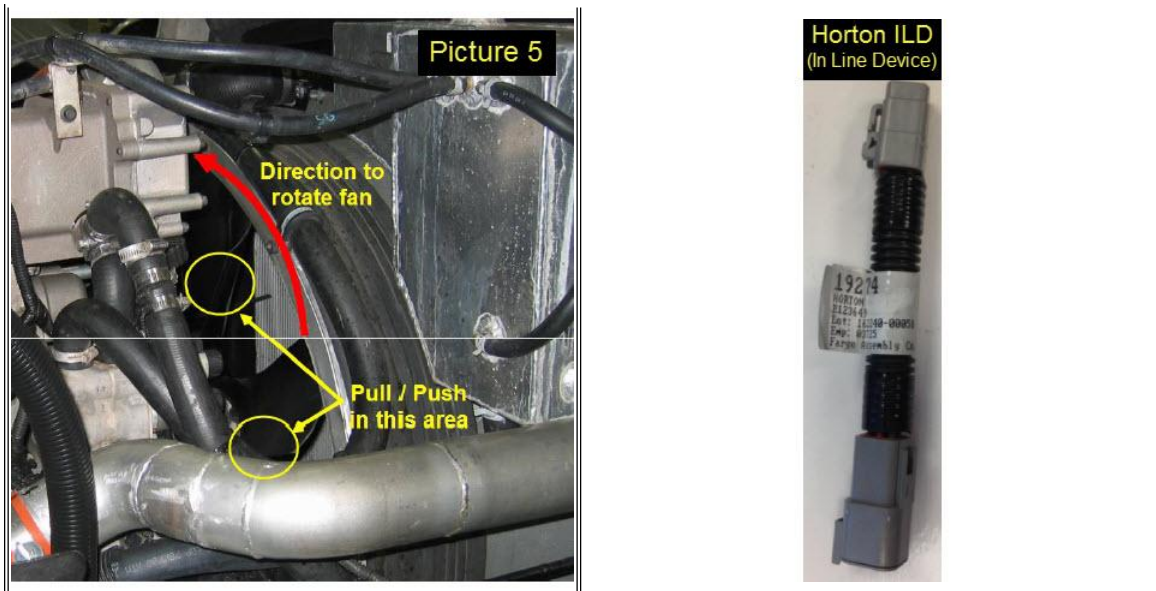 Picture 5
Direction to
rotate fan
Pull / Push
in this area
Horton ILD
(In Line Device)
HORTON
Fargo Assembly Co